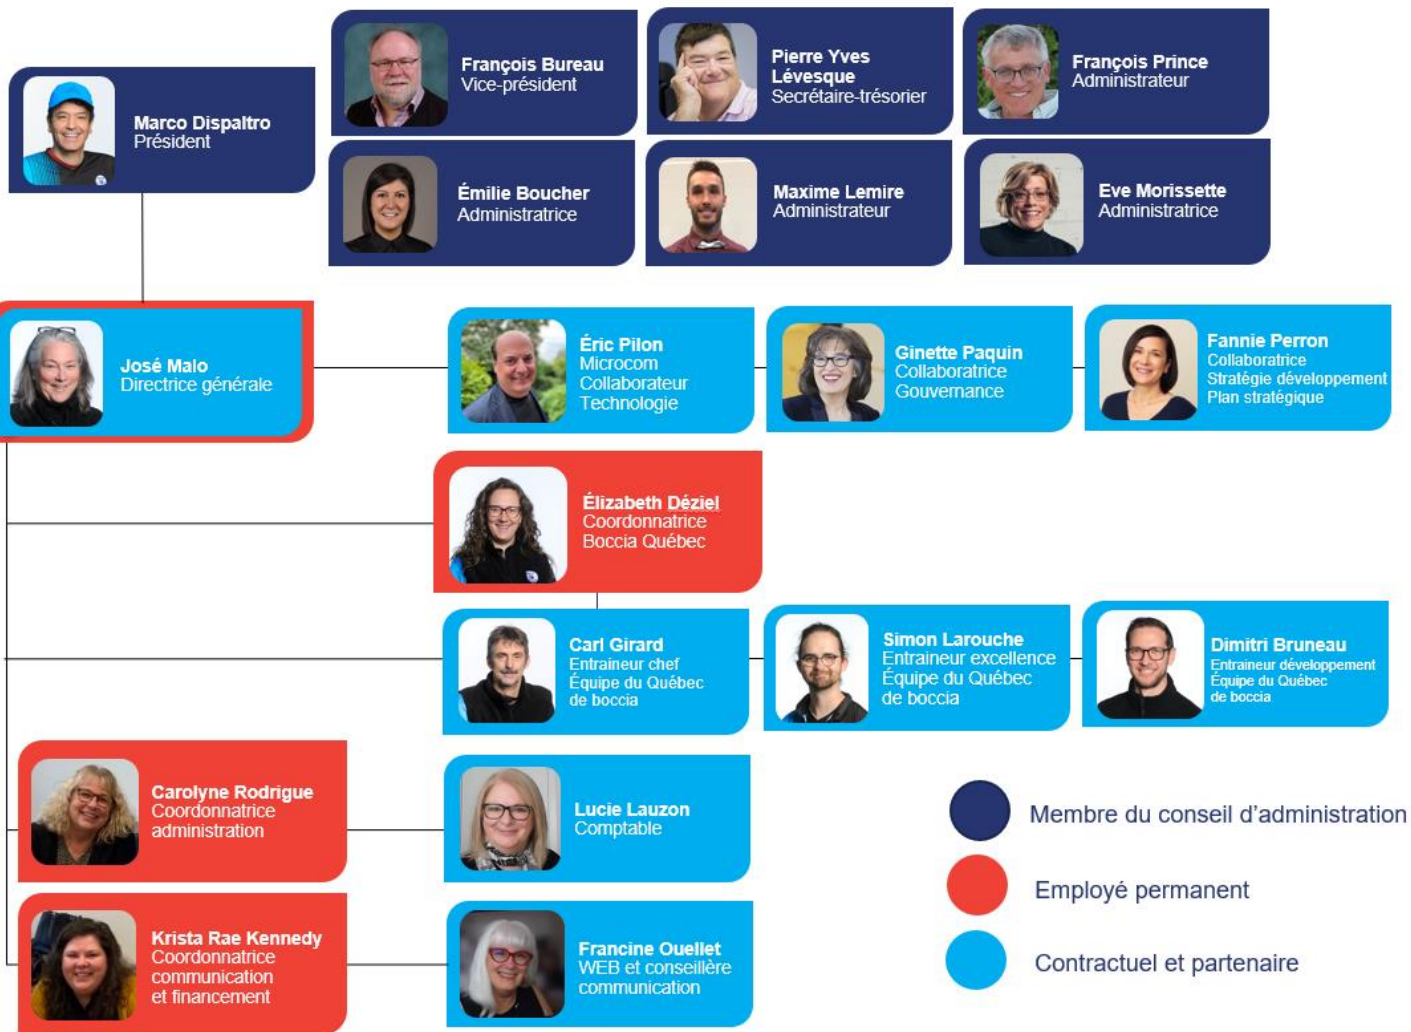 Marco Dispaltro
Président
François Bureau
Vice-président
Pierre Yves
Lévesque
Secrétaire-trésorier
François Prince
Administrateur
Émilie Boucher
Administratrice
Maxime Lemire
Administrateur
Eve Morissette
Administratrice
José Malo
Directrice générale
Éric Pilon
Microcom
Collaborateur
Technologie
Ginette Paquin
Collaboratrice
Gouvernance
Fannie Perron
Collaboratrice
Stratégie développement
Plan stratégique
Élizabeth Déziel
Coordonnatrice
Boccia Québec
Carl Girard
Entraineur chef
Équipe du Québec
de boccia
Simon Larouche
Entraineur excellence
Équipe du Québec
de boccia
Dimitri Bruneau
Entraineur développement
Équipe du Québec
de boccia
Carolyne Rodrigue
Coordonnatrice
administration
Lucie Lauzon
Comptable
Krista Rae Kennedy
Coordonnatrice
communication
et financement
Francine Ouellet
WEB et conseillère
communication
Membre du conseil d'administration
Employé permanent
Contractuel et partenaire